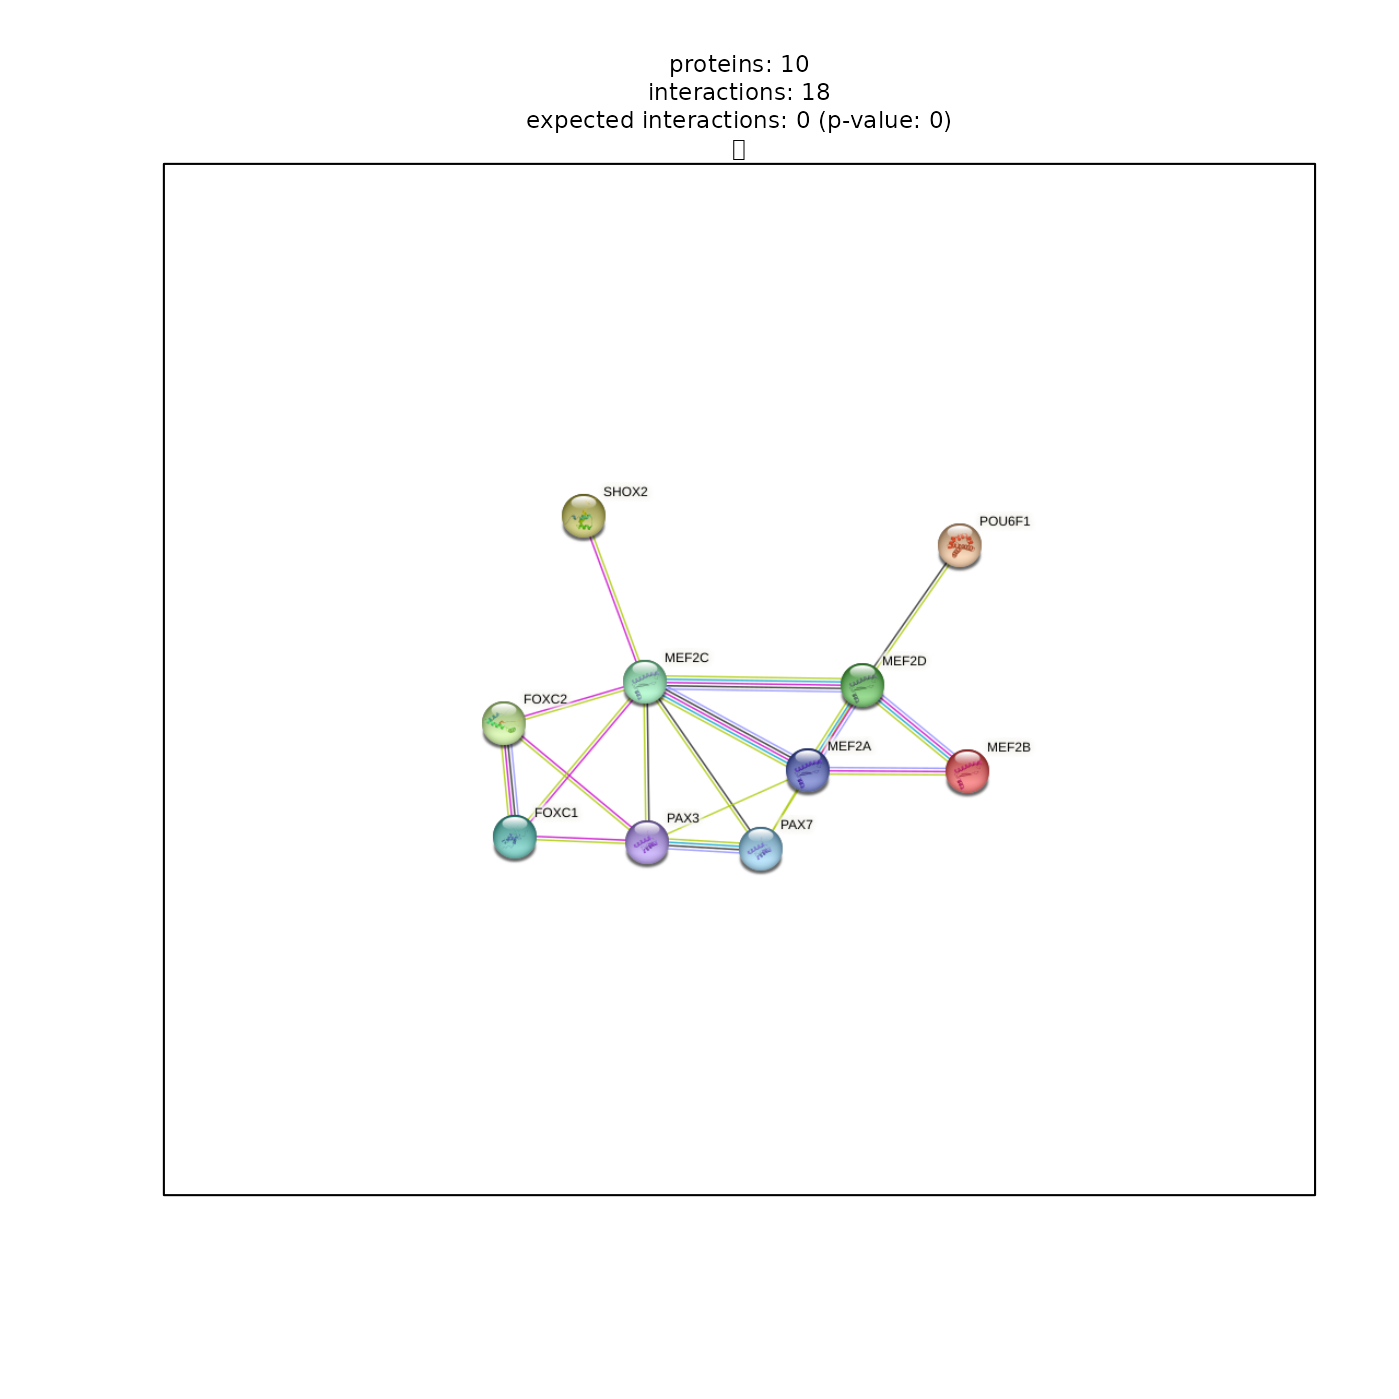 proteins: 10
interactions: 18
expected interactions: 0 (p-value: 0)
SHOX2
POU6F1
MEF2C
MEF2D
FOXC2
MEF2A
MEF2B
FOXC1
PAX3
PAX7